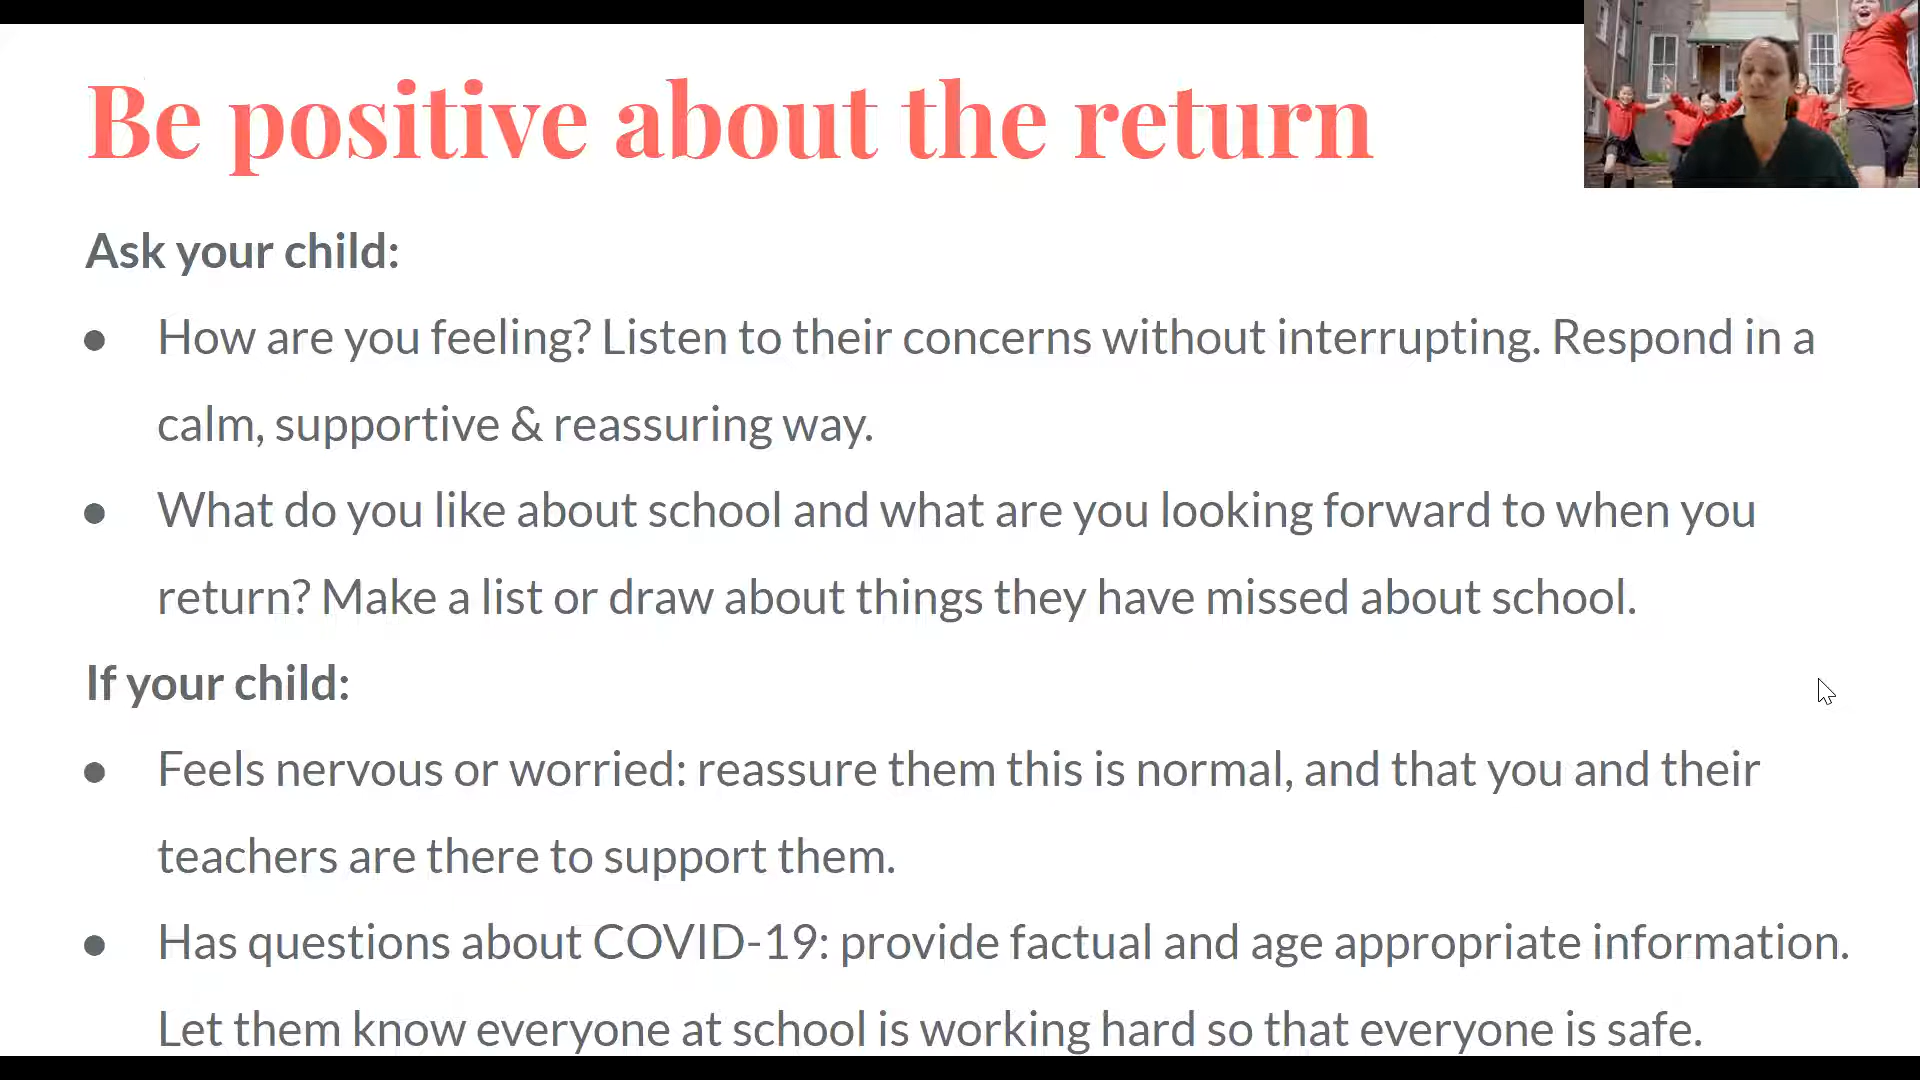 Be positive about the return
Ask your child:
● How are you feeling? Listen to their concerns without interrupting. Respond in a
calm, supportive & reassuring way.
● What do you like about school and what are you looking forward to when you
return? Make a list or draw about things they have missed about school.
If your child:
● Feels nervous or worried: reassure them this is normal, and that you and their
teachers are there to support them.
● Has questions about COVID-19: provide factual and age appropriate information.
Let them know everyone at school is working hard so that everyone is safe.